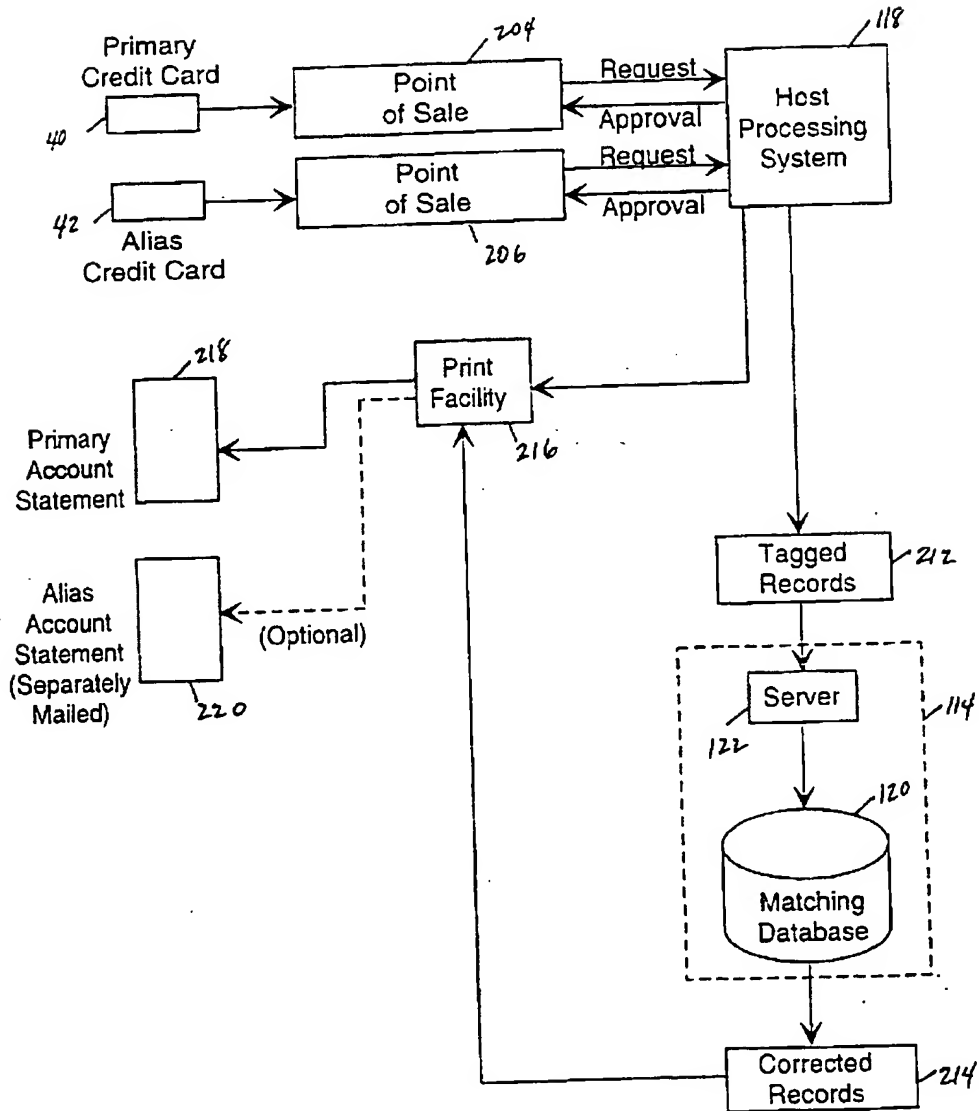 Primary
Credit Card
40
204
Point
of Sale
Request
Approval
118
Host
Processing
System
42
Alias
Credit Card
Point
of Sale
206
Request
Approval
218
Primary
Account
Statement
Print
Facility
216
Alias
Account
Statement
(Separately
Mailed)
220
(Optional)
Tagged
Records
212
Server
122
114
120
Matching
Database
Corrected
Records
214